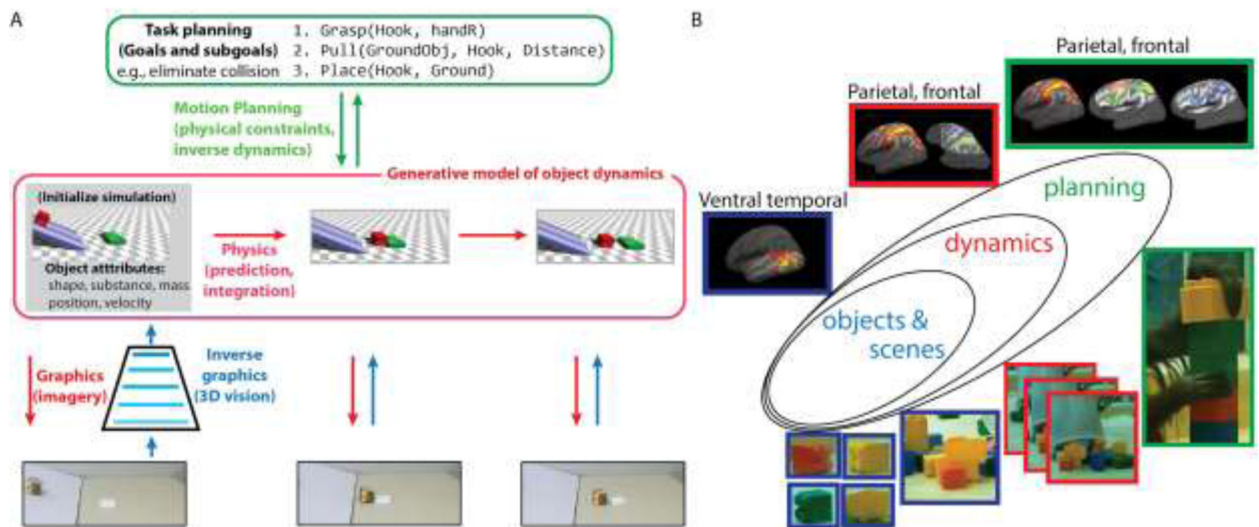 A
Task planning
(Goals and subgoals)
e.g., eliminate collision
1. Grasp(Hook, handR)
2. Pull(GroundObj, Hook, Distance)
3. Place(Hook, Ground)
Motion Planning
(physical constraints,
inverse dynamics)
Generative model of object dynamics
(Initialize simulation)
Object atttributes:
shape, substance, mass
position, velocity
Physics
(prediction,
integration)
Graphics
(imagery)
Inverse
graphics
(3D vision)
B
Parietal, frontal
Parietal, frontal
Ventral temporal
planning
dynamics
objects &
scenes